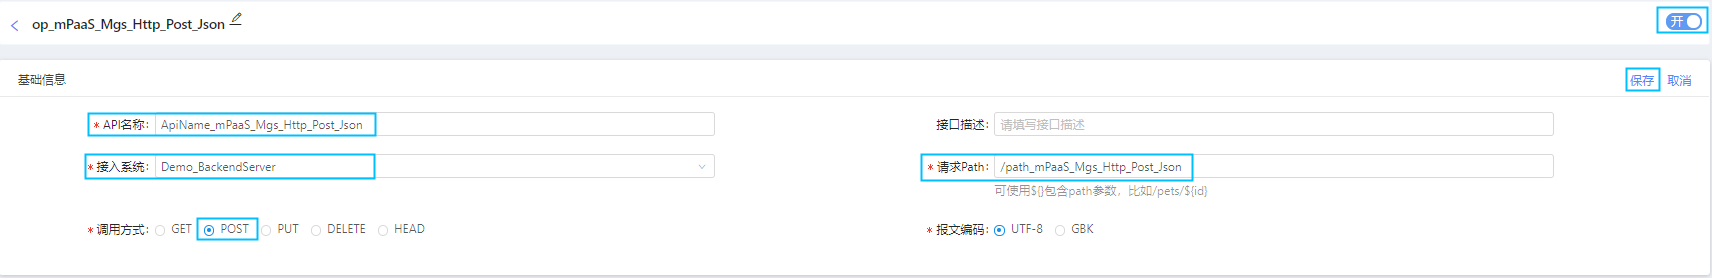 op_mPaaS_Mgs_Http_Post_Json
开
基础信息
保存 取消
* API名称： ApiName_mPaaS_Mgs_Http_Post_Json
接口描述： 请填写接口描述
* 接入系统： Demo_BackendServer
* 请求Path： /path_mPaaS_Mgs_Http_Post_Json
可使用${}包含path参数，比如/pets/${id}
* 调用方式： GET POST PUT DELETE HEAD
* 报文编码： UTF-8 GBK